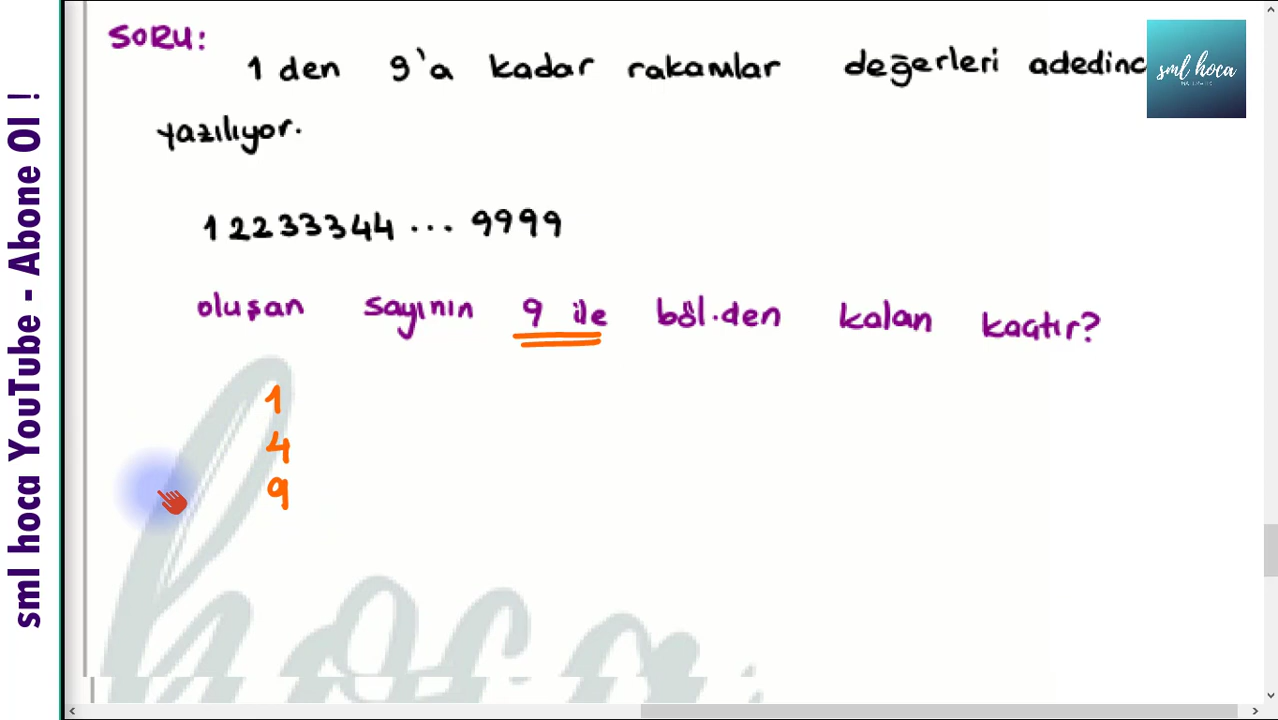 SORU:
1 den 9'a kadar rakamlar değerleri adedinc
yazılıyor.
12233344 ... 9999
oluşan sayının 9 ile böl.den kalan kaçtır?
1
4
9
sml hoca
sml hoca YouTube - Abone Ol !
hoca